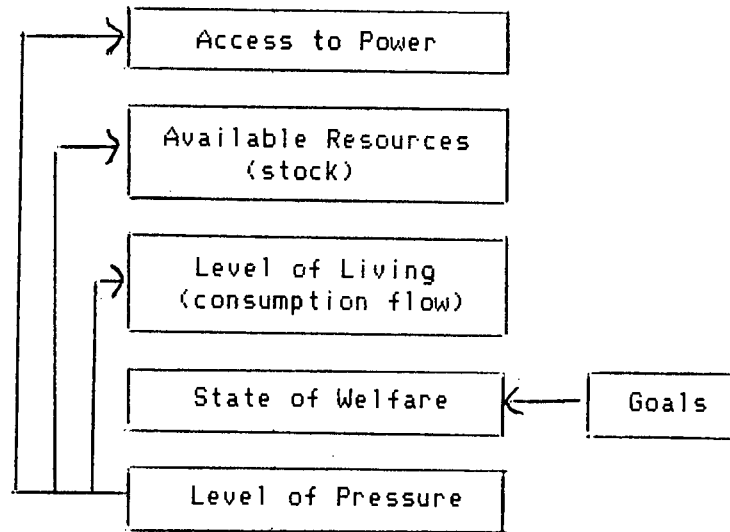 Access to Power
Available Resources
(stock)
Level of Living
(consumption flow)
State of Welfare
Goals
Level of Pressure